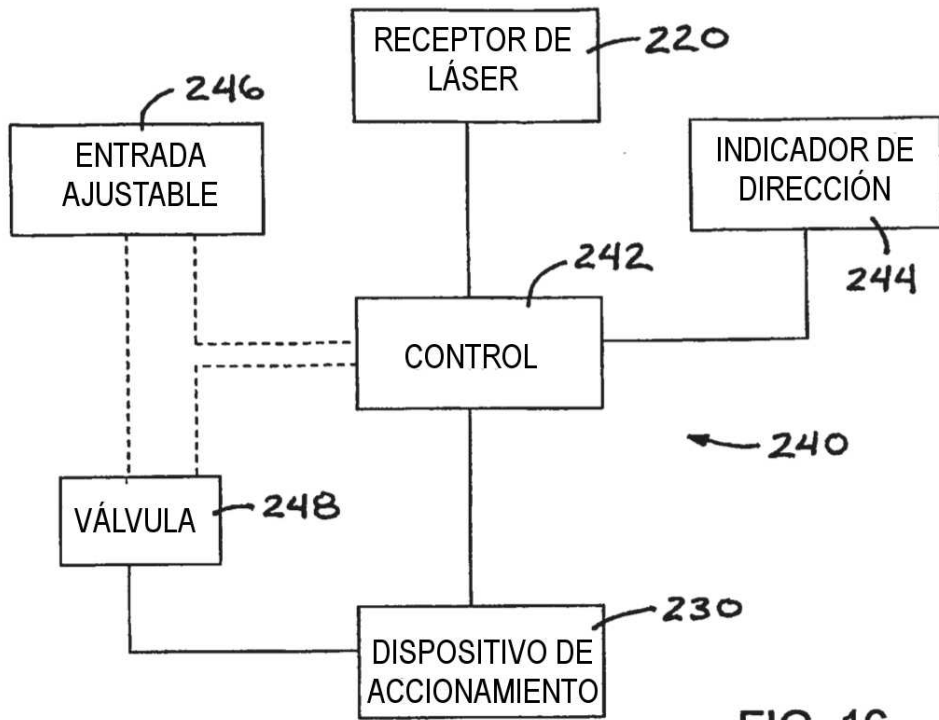 RECEPTOR DE
LÁSER
220
246
ENTRADA
AJUSTABLE
INDICADOR DE
DIRECCIÓN
244
242
CONTROL
240
VÁLVULA
248
230
DISPOSITIVO DE
ACCIONAMIENTO